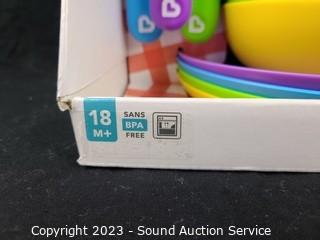 18
M+
SANS
BPA
FREE
Copyright 2023 - Sound Auction Service